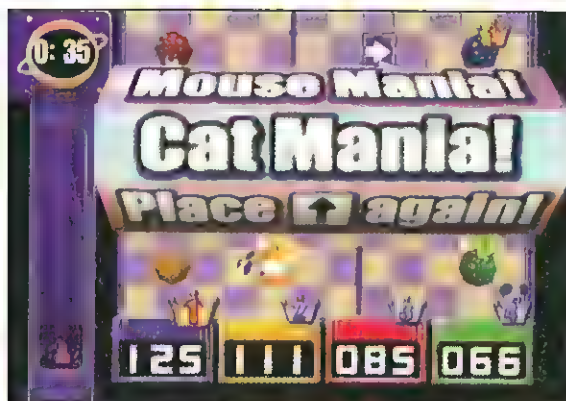 0:35
Mouse Mania!
Cat Mania!
Place ↑ again!
125 111 085 066